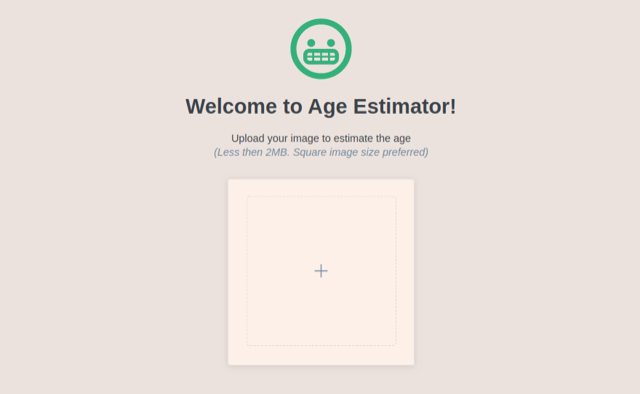 Welcome to Age Estimator!
Upload your image to estimate the age
(Less then 2MB. Square image size preferred)